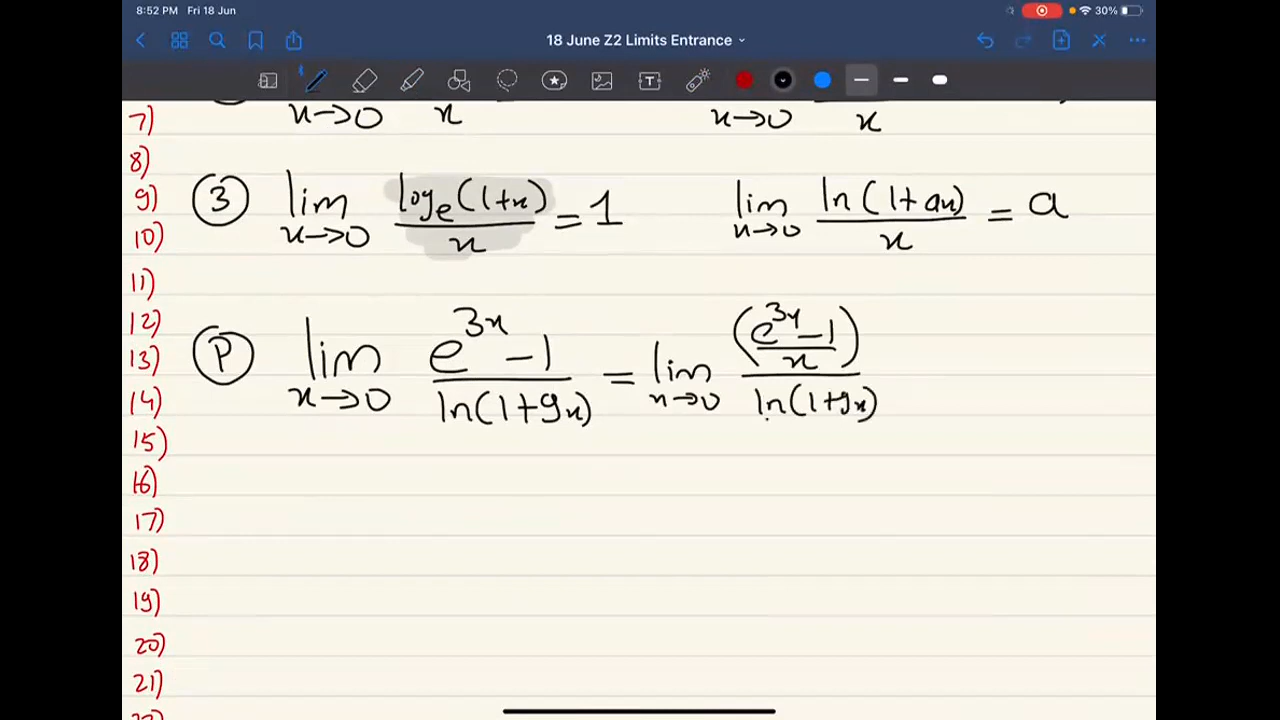 8:52 PM Fri 18 Jun 30%
18 June Z2 Limits Entrance
7) x→0 x x→0 x
8)
9) ③ lim x→0 logₑ(1+x)/x = 1 lim x→0 ln(1+ax)/x = a
10)
11)
12)
13) Ⓟ lim x→0 (e^{3x} - 1)/ln(1+9x) = lim x→0 ((e^{3x} - 1)/x)/ln(1+9x)
14)
15)
16)
17)
18)
19)
20)
21)